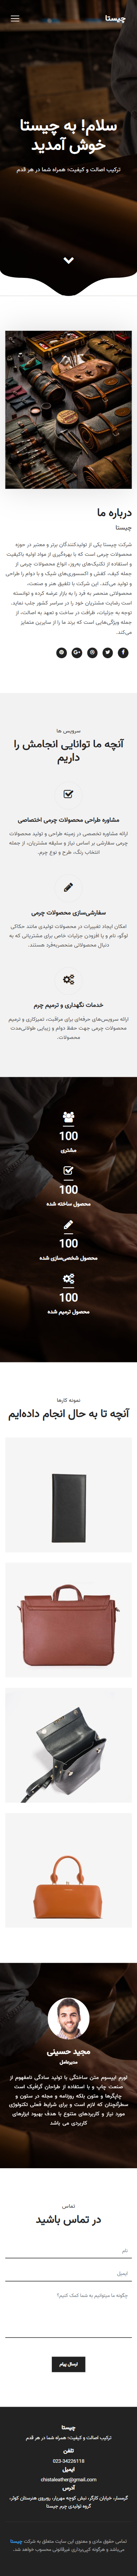 چیستا
سلام! به چیستا
خوش آمدید
ترکیب اصالت و کیفیت؛ همراه شما در هر قدم
درباره ما
چیستا
شرکت چیستا یکی از تولیدکنندگان برتر و معتبر در حوزه
محصولات چرمی است که با بهره‌گیری از مواد اولیه باکیفیت
و استفاده از تکنیک‌های به‌روز، انواع محصولات چرمی از
جمله کیف، کفش و اکسسوری‌های شیک و با دوام را طراحی
و تولید می‌کند. این شرکت با تلفیق هنر و صنعت،
محصولاتی منحصر به فرد را به بازار عرضه کرده و توانسته
است رضایت مشتریان خود را در سراسر کشور جلب نماید.
توجه به جزئیات، ظرافت در ساخت و تعهد به اصالت، از
جمله ویژگی‌هایی است که برند ما را از سایرین متمایز
می‌کند.
سرویس ها
آنچه ما توانایی انجامش را
داریم
مشاوره طراحی محصولات چرمی اختصاصی
ارائه مشاوره تخصصی در زمینه طراحی و تولید محصولات
چرمی سفارشی بر اساس نیاز و سلیقه مشتریان، از جمله
انتخاب رنگ، طرح و نوع چرم.
سفارشی‌سازی محصولات چرمی
امکان ایجاد تغییرات در محصولات تولیدی مانند حکاکی
لوگو، نام و یا افزودن جزئیات خاص برای مشتریانی که به
دنبال محصولاتی منحصربه‌فرد هستند.
خدمات نگهداری و ترمیم چرم
ارائه سرویس‌های حرفه‌ای برای مراقبت، تمیزکاری و ترمیم
محصولات چرمی جهت حفظ دوام و زیبایی طولانی‌مدت
محصولات.
100
مشتری
100
محصول ساخته شده
100
محصول شخصی‌سازی شده
100
محصول ترمیم شده
نمونه کارها
آنچه تا به حال انجام داده‌ایم
مجید حسینی
مدیرعامل
لورم ایپسوم متن ساختگی با تولید سادگی نامفهوم از
صنعت چاپ و با استفاده از طراحان گرافیک است
چاپگرها و متون بلکه روزنامه و مجله در ستون و
سطرآنچنان که لازم است و برای شرایط فعلی تکنولوژی
مورد نیاز و کاربردهای متنوع با هدف بهبود ابزارهای
کاربردی می باشد
تماس
در تماس باشید
نام
ایمیل
چگونه ما میتوانیم به شما کمک کنیم؟
ارسال پیام
چیستا
ترکیب اصالت و کیفیت؛ همراه شما در هر قدم
تلفن
023-34226118
ایمیل
chistaleather@gmail.com
آدرس
گرمسار، خیابان کارگر، نبش کوچه مهریار، روبروی هنرستان کوثر،
گروه تولیدی چرم چیستا
تمامی حقوق مادی و معنوی این سایت متعلق به شرکت چیستا
می‌باشد و هرگونه کپی‌برداری غیرقانونی محسوب خواهد شد.